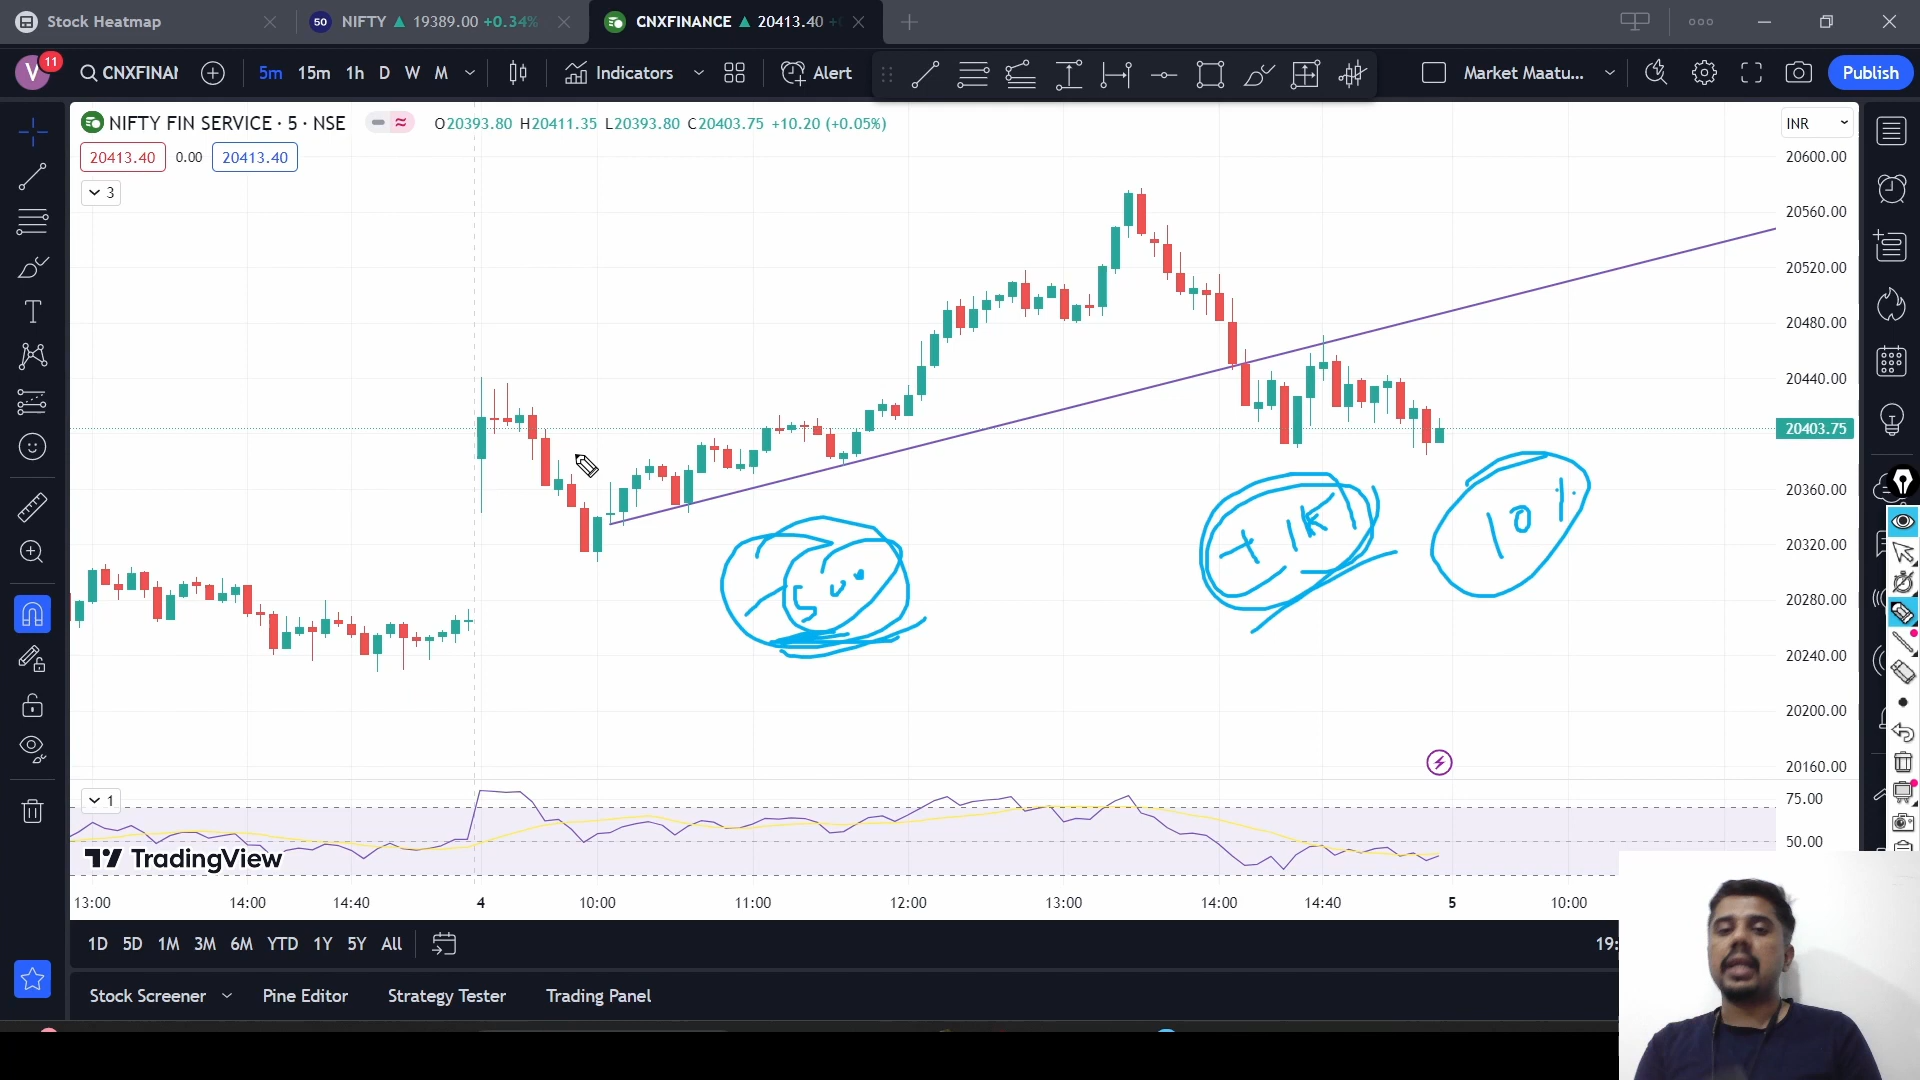 Stock Heatmap
50 NIFTY ▲ 19389.00 +0.34%
CNXFINANCE ▲ 20413.40
V 11 CNXFINAI 5m 15m 1h D W M Indicators Alert Market Maatu... Publish
NIFTY FIN SERVICE · 5 · NSE O20393.80 H20411.35 L20393.80 C20403.75 +10.20 (+0.05%) INR
20413.40 0.00 20413.40
3
20600.00
20560.00
20520.00
20480.00
20440.00
20403.75
20360.00
20320.00
20280.00
20240.00
20200.00
20160.00
- 500
+ 1K
10%
1
75.00
50.00
TradingView
13:00 14:00 14:40 4 10:00 11:00 12:00 13:00 14:00 14:40 5 10:00
1D 5D 1M 3M 6M YTD 1Y 5Y All 19:
Stock Screener Pine Editor Strategy Tester Trading Panel